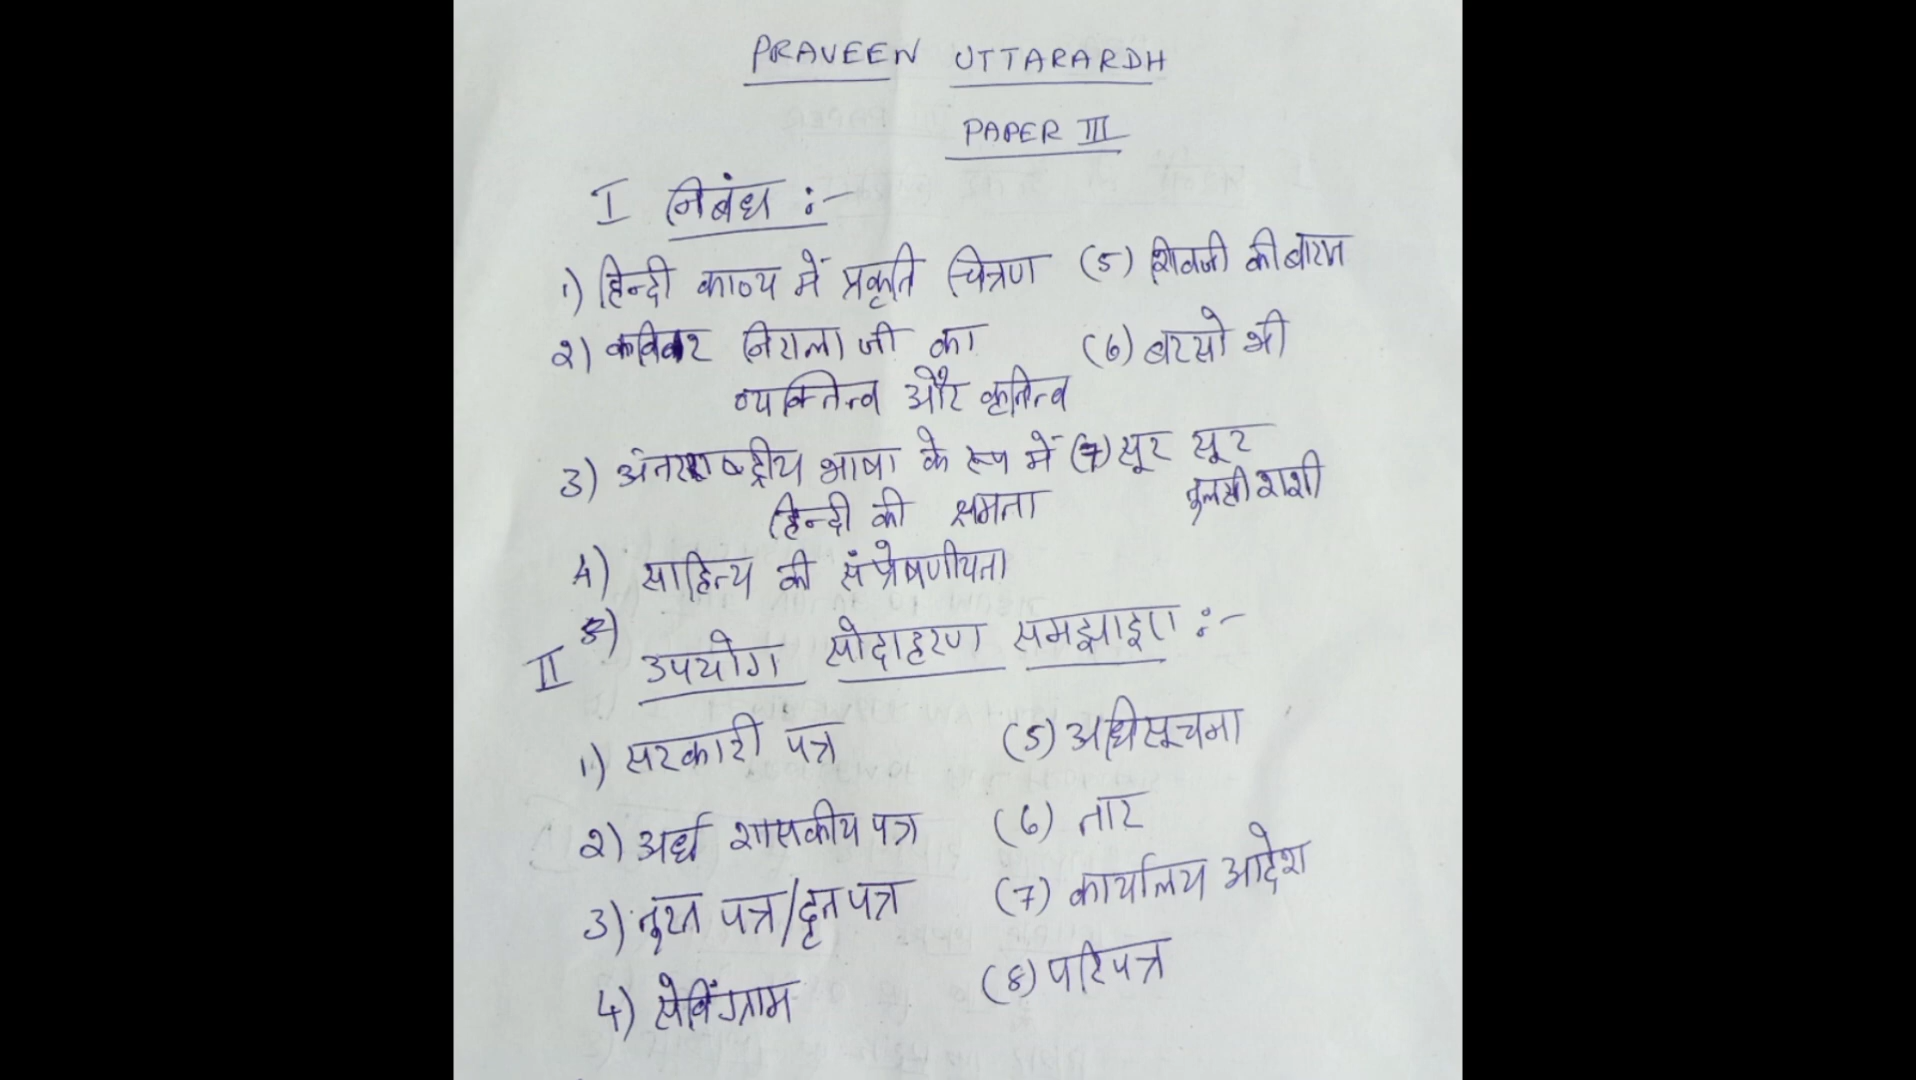 PRAVEEN UTTARARDH
PAPER III
I निबंध :-
1) हिन्दी काव्य में प्रकृति चित्रण (5) शिवजी की बारात
2) कविवर निराला जी का (6) बरसो भी
व्यक्तित्व और कृतित्व
3) अंतरराष्ट्रीय भाषा के रूप में (7) सूर सूर
हिन्दी की क्षमता तुलसी शशी
4) साहित्य की संप्रेषणीयता
5)
II उपयोग सोदाहरण समझाइए :-
1) सरकारी पत्र (5) अधिसूचना
2) अर्ध शासकीय पत्र (6) तार
3) तुरत पत्र/दृत पत्र (7) कार्यालय आदेश
4) सेविंग्राम (8) परिपत्र